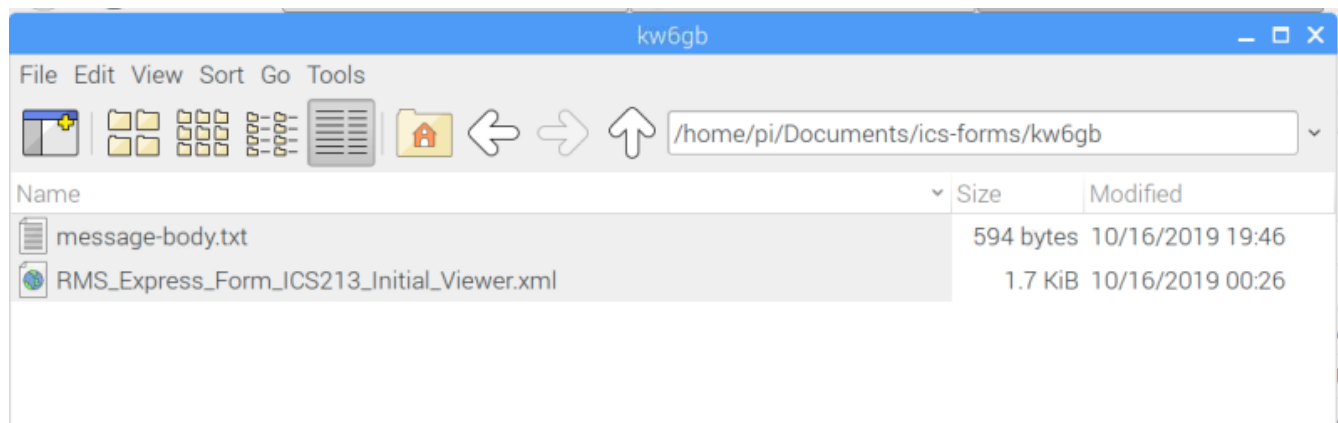 kw6gb
File Edit View Sort Go Tools
/home/pi/Documents/ics-forms/kw6gb
Name Size Modified
message-body.txt 594 bytes 10/16/2019 19:46
RMS_Express_Form_ICS213_Initial_Viewer.xml 1.7 KiB 10/16/2019 00:26